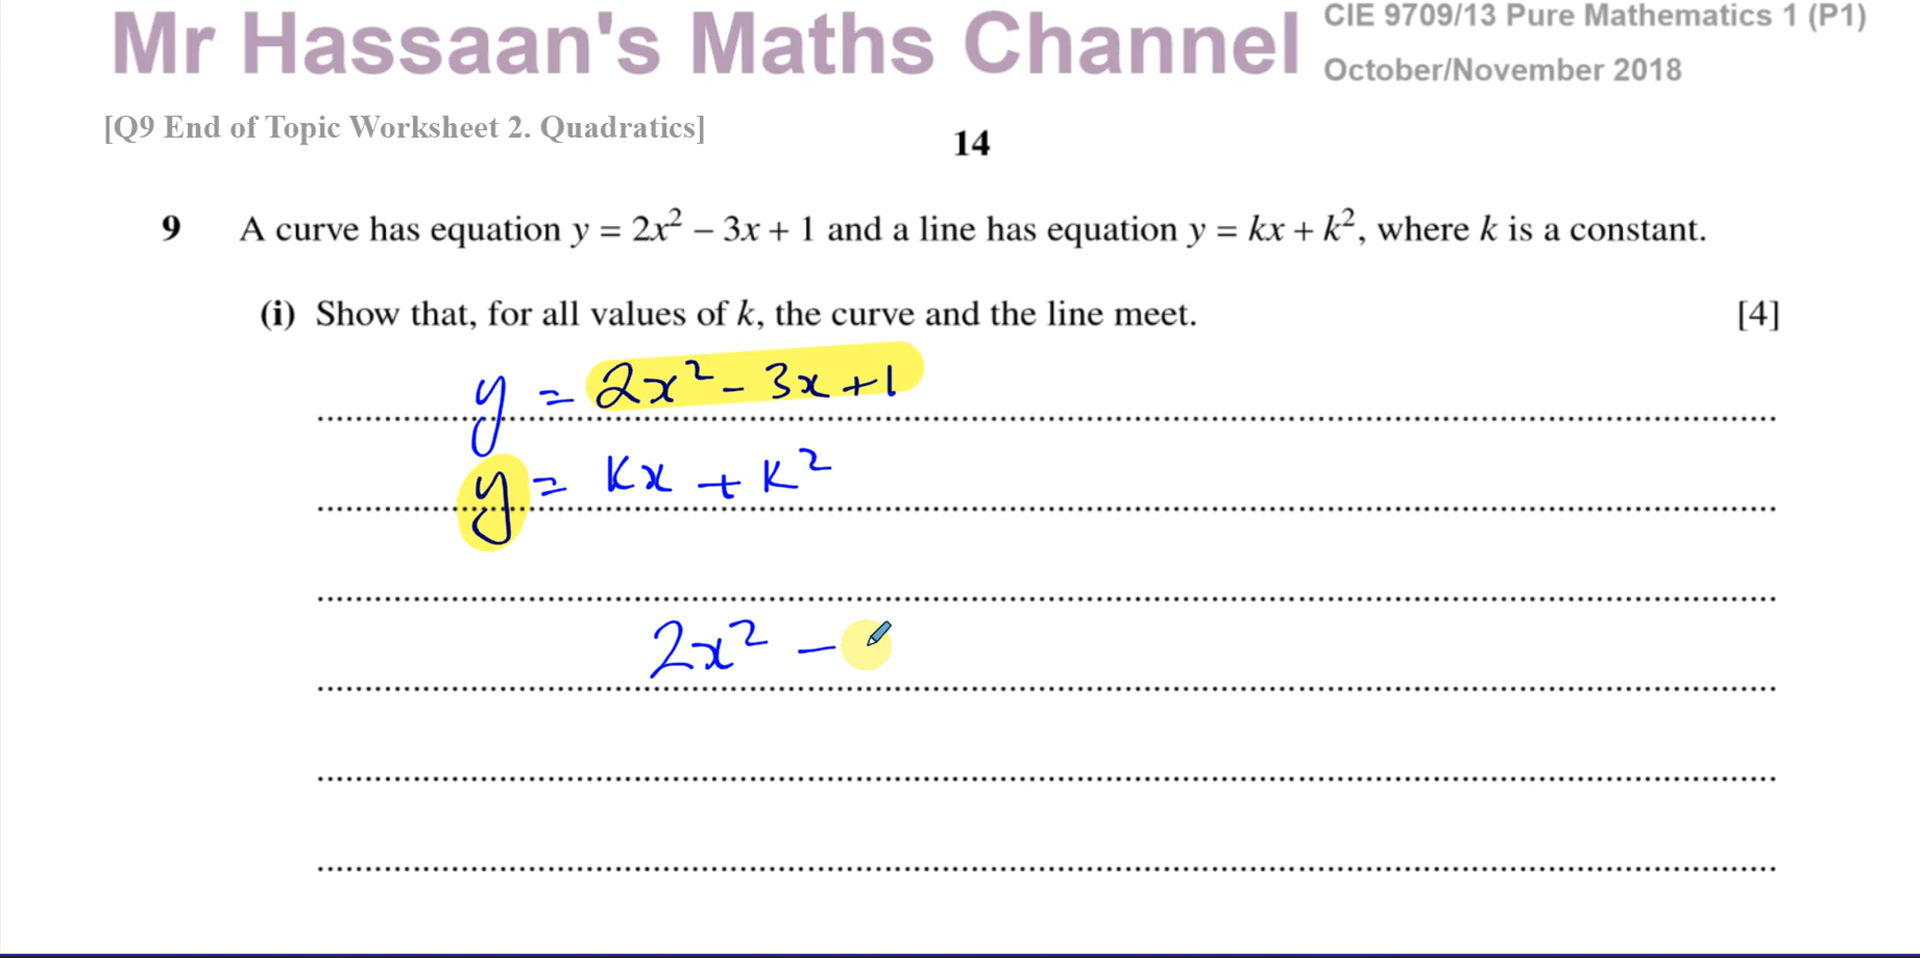 Mr Hassaan's Maths Channel
CIE 9709/13 Pure Mathematics 1 (P1)
October/November 2018
[Q9 End of Topic Worksheet 2. Quadratics]
14
9 A curve has equation y = 2x² − 3x + 1 and a line has equation y = kx + k², where k is a constant.
(i) Show that, for all values of k, the curve and the line meet. [4]
y = 2x² − 3x + 1
y = kx + k²
2x² −